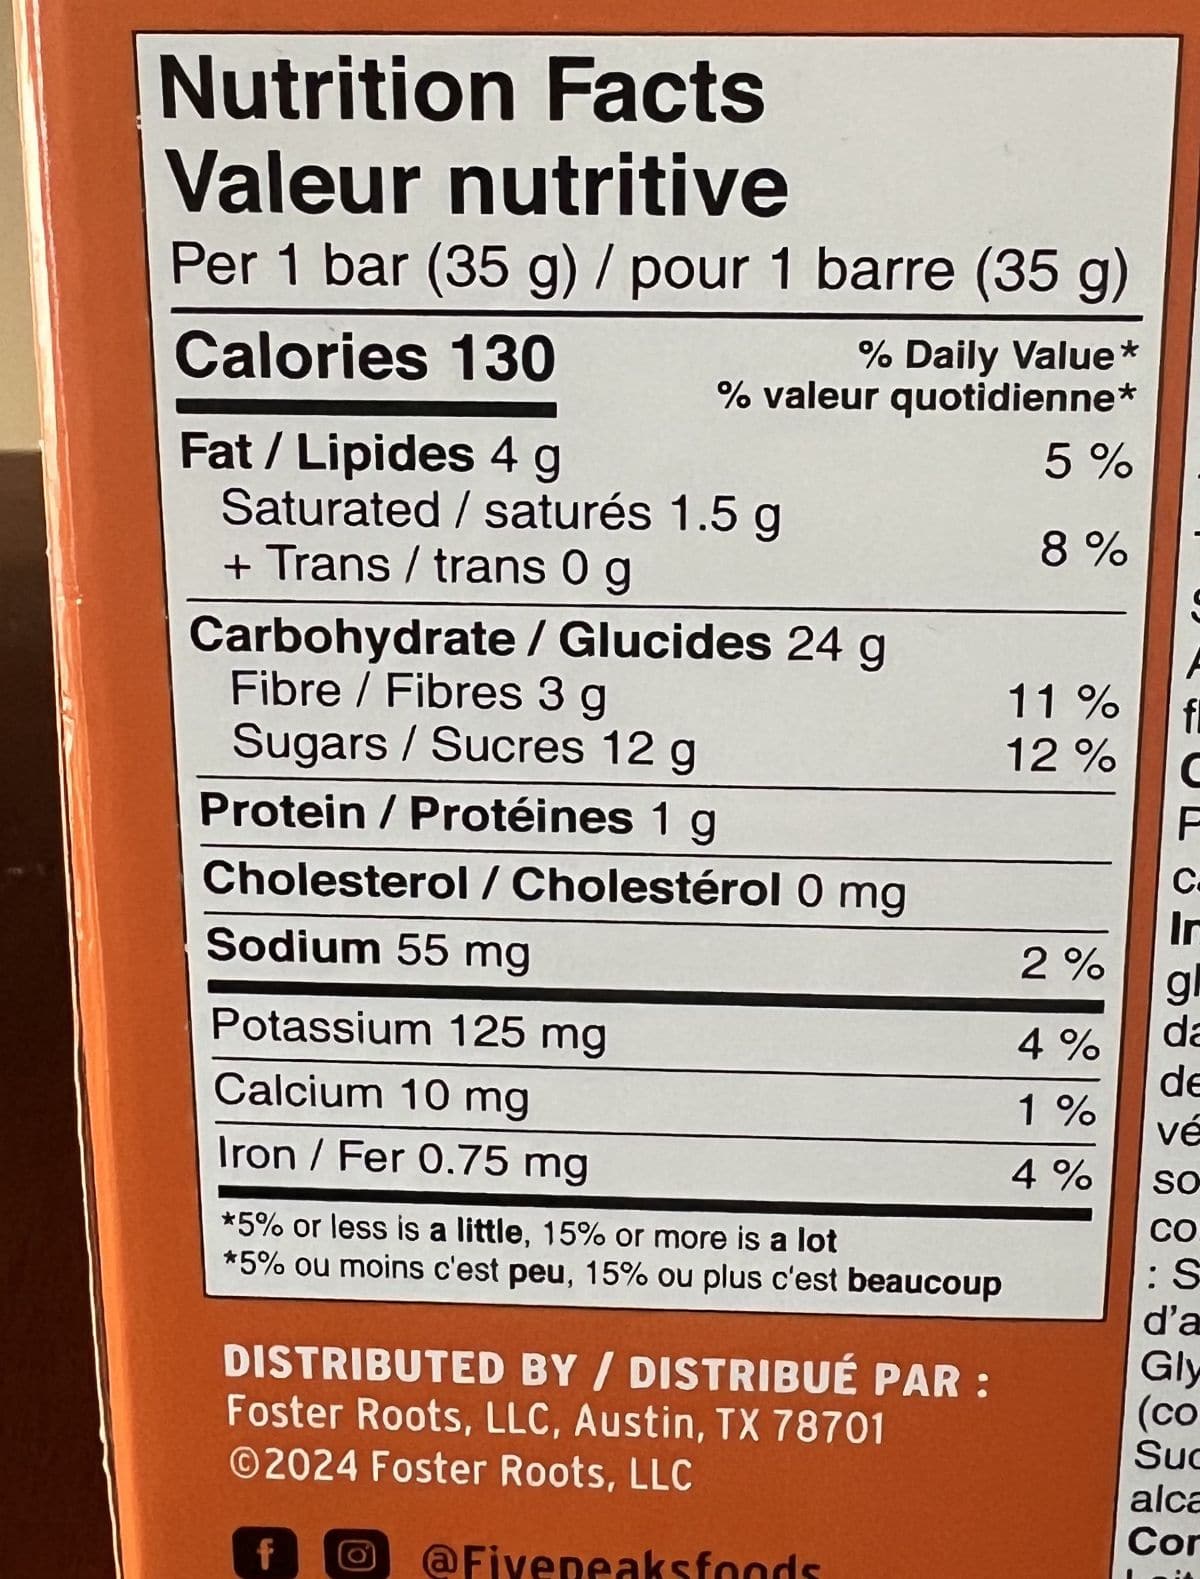 Nutrition Facts
Valeur nutritive
Per 1 bar (35 g) / pour 1 barre (35 g)
Calories 130
% Daily Value*
% valeur quotidienne*
Fat / Lipides 4 g 5 %
Saturated / saturés 1.5 g
+ Trans / trans 0 g 8 %
Carbohydrate / Glucides 24 g
Fibre / Fibres 3 g 11 %
Sugars / Sucres 12 g 12 %
Protein / Protéines 1 g
Cholesterol / Cholestérol 0 mg
Sodium 55 mg 2 %
Potassium 125 mg 4 %
Calcium 10 mg 1 %
Iron / Fer 0.75 mg 4 %
*5% or less is a little, 15% or more is a lot
*5% ou moins c'est peu, 15% ou plus c'est beaucoup
DISTRIBUTED BY / DISTRIBUÉ PAR :
Foster Roots, LLC, Austin, TX 78701
©2024 Foster Roots, LLC
@Fivepeaksfoods